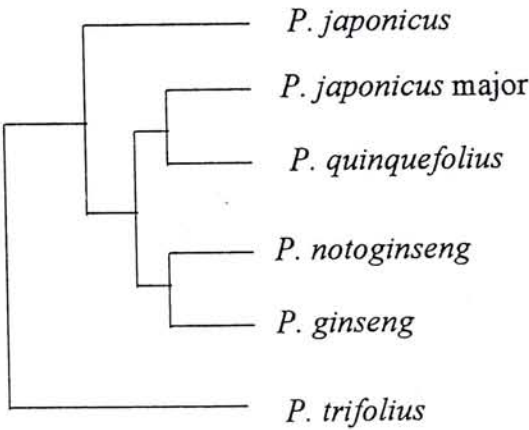 P. japonicus
P. japonicus major
P. quinquefolius
P. notoginseng
P. ginseng
P. trifolius